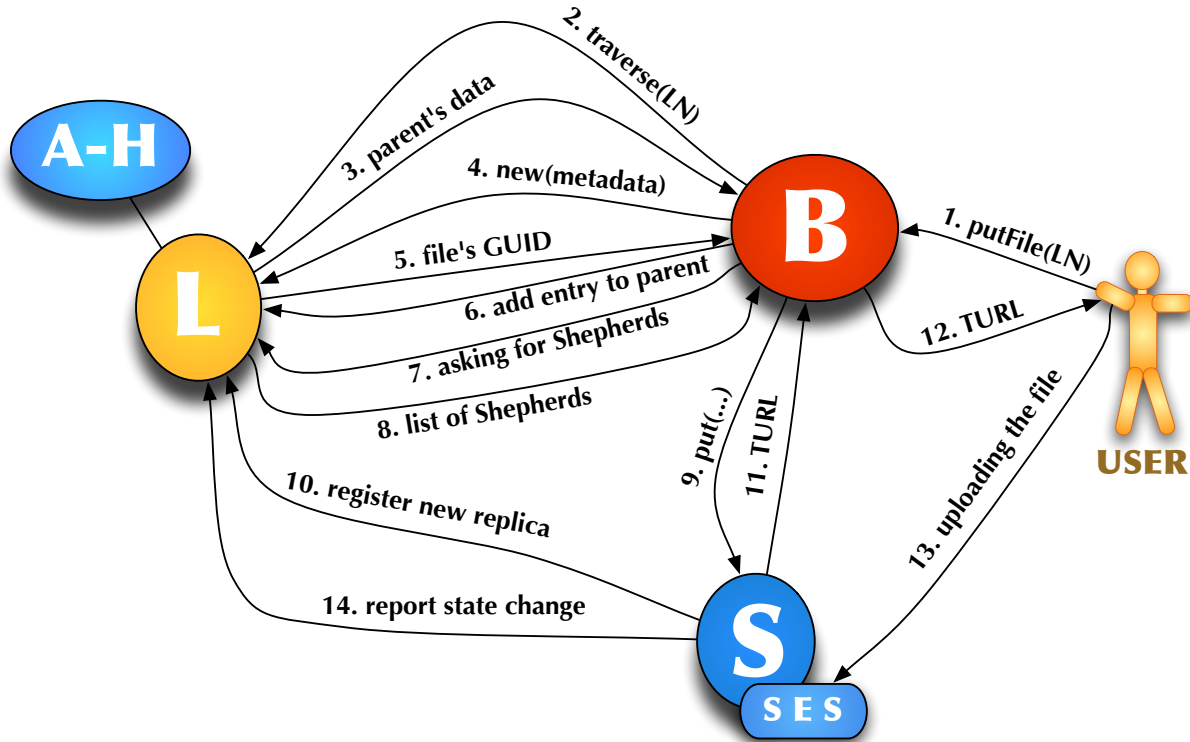 2. traverse(LN)
3. parent's data
A-H
4. new(metadata)
B
1. putFile(LN)
5. file's GUID
L
6. add entry to parent
7. asking for Shepherds
12. TURL
8. list of Shepherds
9. put(...)
11. TURL
USER
10. register new replica
13. uploading the file
14. report state change
S
SES